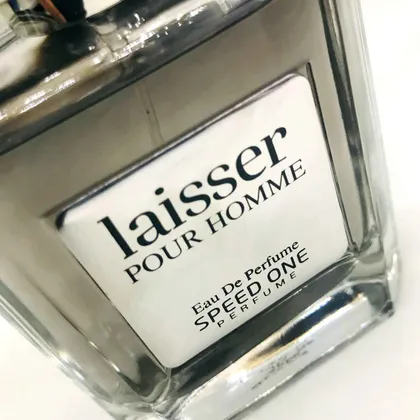 laisser
POUR HOMME
Eau De Perfume
SPEED ONE
PERFUME